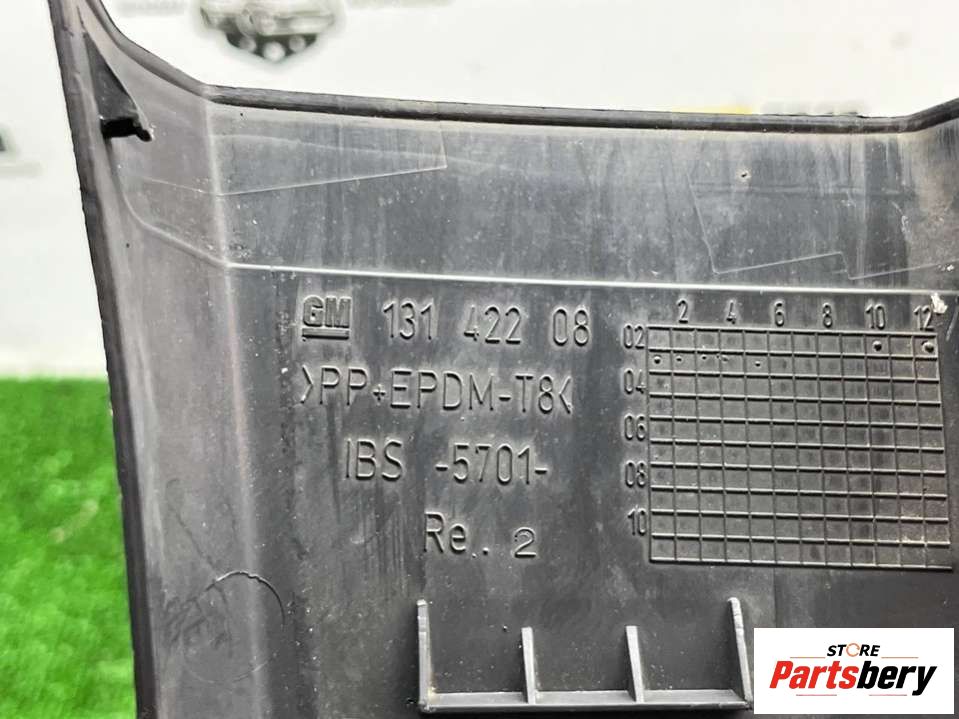 GM 131 422 08
>PP+EPDM-T8<
IBS -5701-
Re.. 2
2 4 6 8 10 12
02
04
06
08
10
STORE
Partsbery